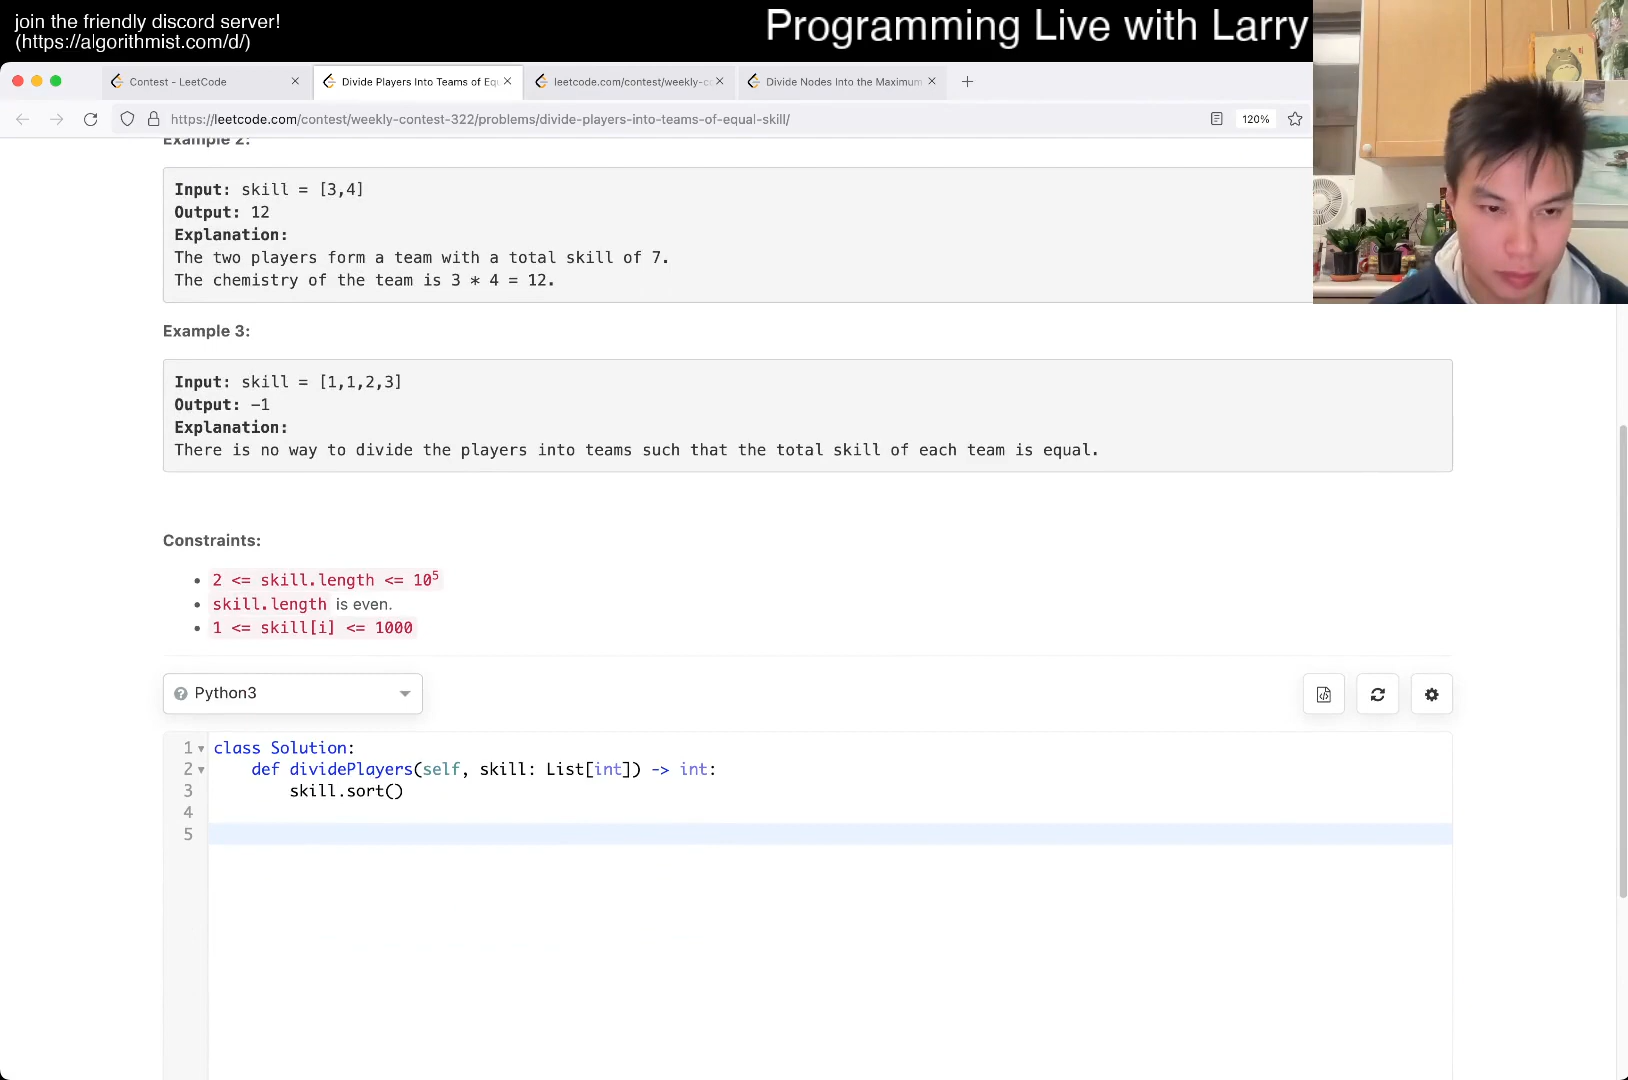 join the friendly discord server!
(https://algorithmist.com/d/)
Programming Live with Larry
Contest - LeetCode
Divide Players Into Teams of Equ
leetcode.com/contest/weekly-co
Divide Nodes Into the Maximum
https://leetcode.com/contest/weekly-contest-322/problems/divide-players-into-teams-of-equal-skill/
120%
Example 2:
Input: skill = [3,4]
Output: 12
Explanation:
The two players form a team with a total skill of 7.
The chemistry of the team is 3 * 4 = 12.
Example 3:
Input: skill = [1,1,2,3]
Output: -1
Explanation:
There is no way to divide the players into teams such that the total skill of each team is equal.
Constraints:
• 2 <= skill.length <= 10⁵
• skill.length is even.
• 1 <= skill[i] <= 1000
Python3
1 class Solution:
2 def dividePlayers(self, skill: List[int]) -> int:
3 skill.sort()
4
5